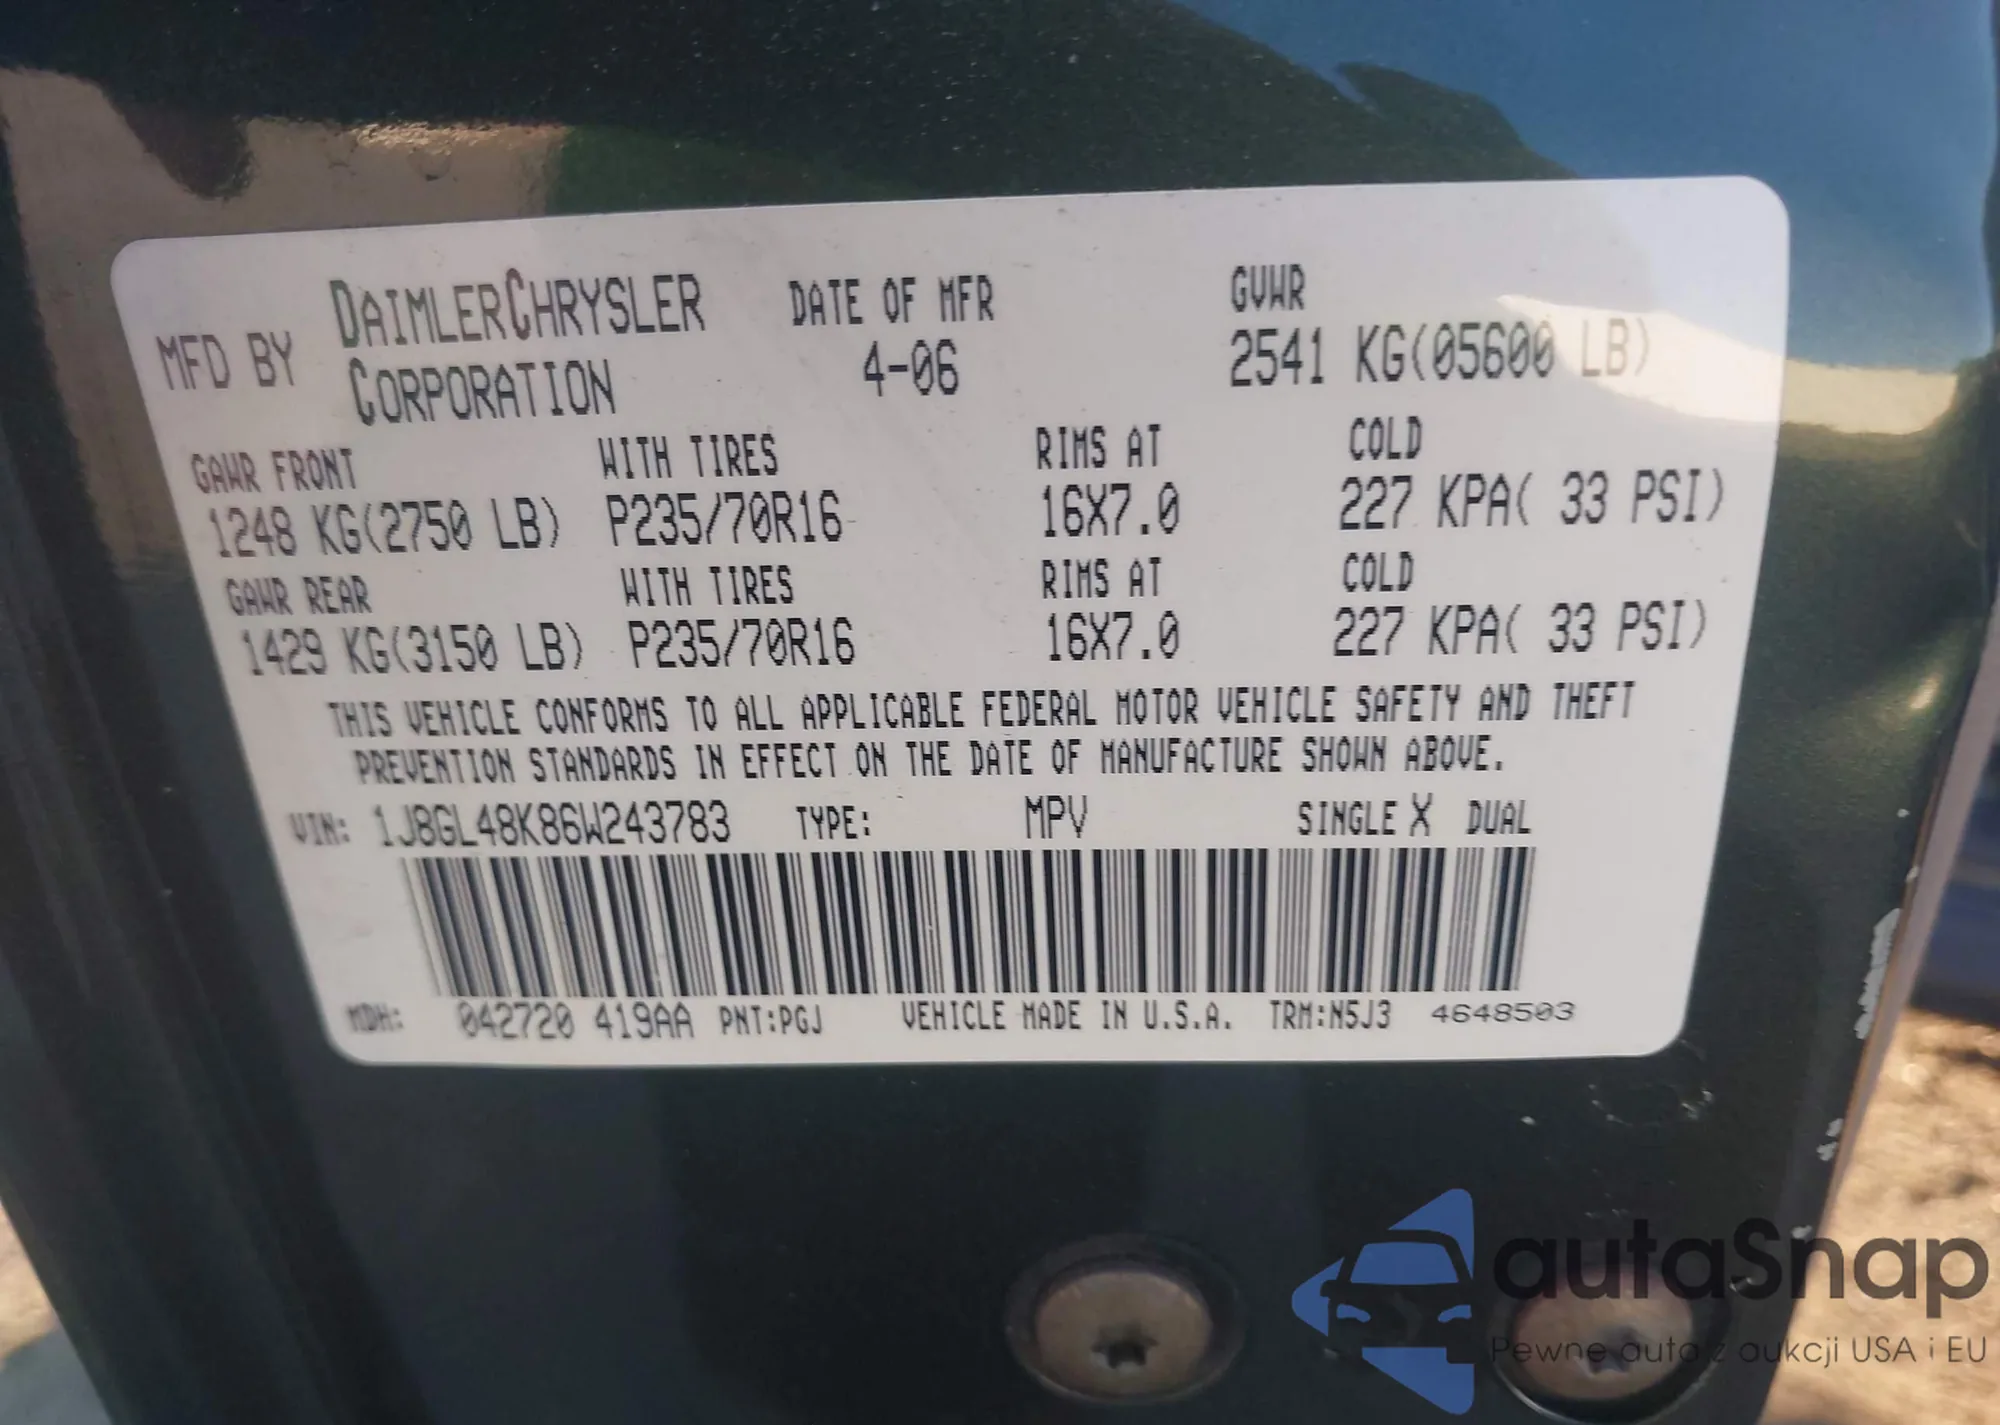 MFD BY DAIMLERCHRYSLER CORPORATION
DATE OF MFR 4-06
GVWR 2541 KG(05600 LB)
GAWR FRONT WITH TIRES RIMS AT COLD
1248 KG(2750 LB) P235/70R16 16X7.0 227 KPA( 33 PSI)
GAWR REAR WITH TIRES RIMS AT COLD
1429 KG(3150 LB) P235/70R16 16X7.0 227 KPA( 33 PSI)
THIS VEHICLE CONFORMS TO ALL APPLICABLE FEDERAL MOTOR VEHICLE SAFETY AND THEFT
PREVENTION STANDARDS IN EFFECT ON THE DATE OF MANUFACTURE SHOWN ABOVE.
VIN: 1J8GL48K86W243783 TYPE: MPV SINGLE X DUAL
MDH: 042720 419AA PNT:PGJ VEHICLE MADE IN U.S.A. TRM:N5J3 4648503
autaSnap
Pewne auta z aukcji USA i EU